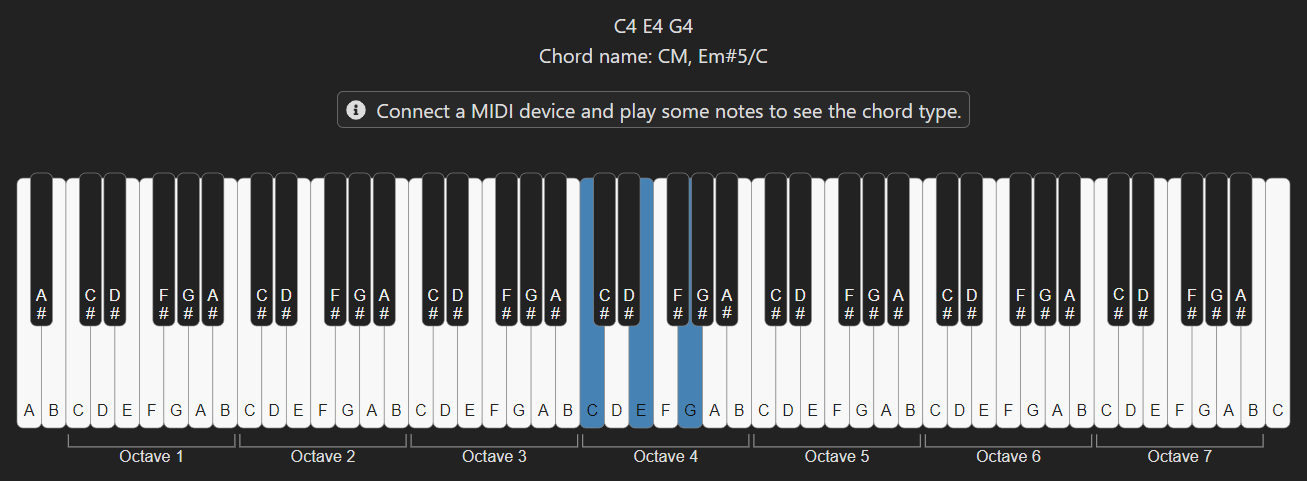 C4 E4 G4
Chord name: CM, Em#5/C
Connect a MIDI device and play some notes to see the chord type.
A# C# D# F# G# A# C# D# F# G# A# C# D# F# G# A# C# D# F# G# A# C# D# F# G# A# C# D# F# G# A# C# D# F# G# A#
A B C D E F G A B C D E F G A B C D E F G A B C D E F G A B C D E F G A B C D E F G A B C D E F G A B C
Octave 1 Octave 2 Octave 3 Octave 4 Octave 5 Octave 6 Octave 7